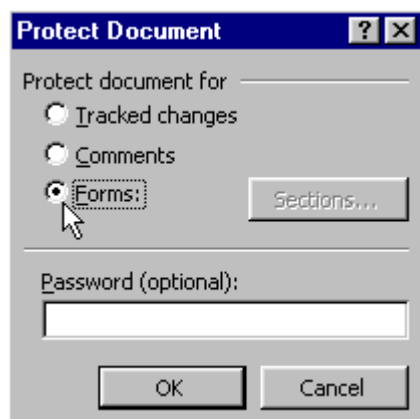 Protect Document ? ×
Protect document for
Tracked changes
Comments
Forms: Sections...
Password (optional):
OK Cancel